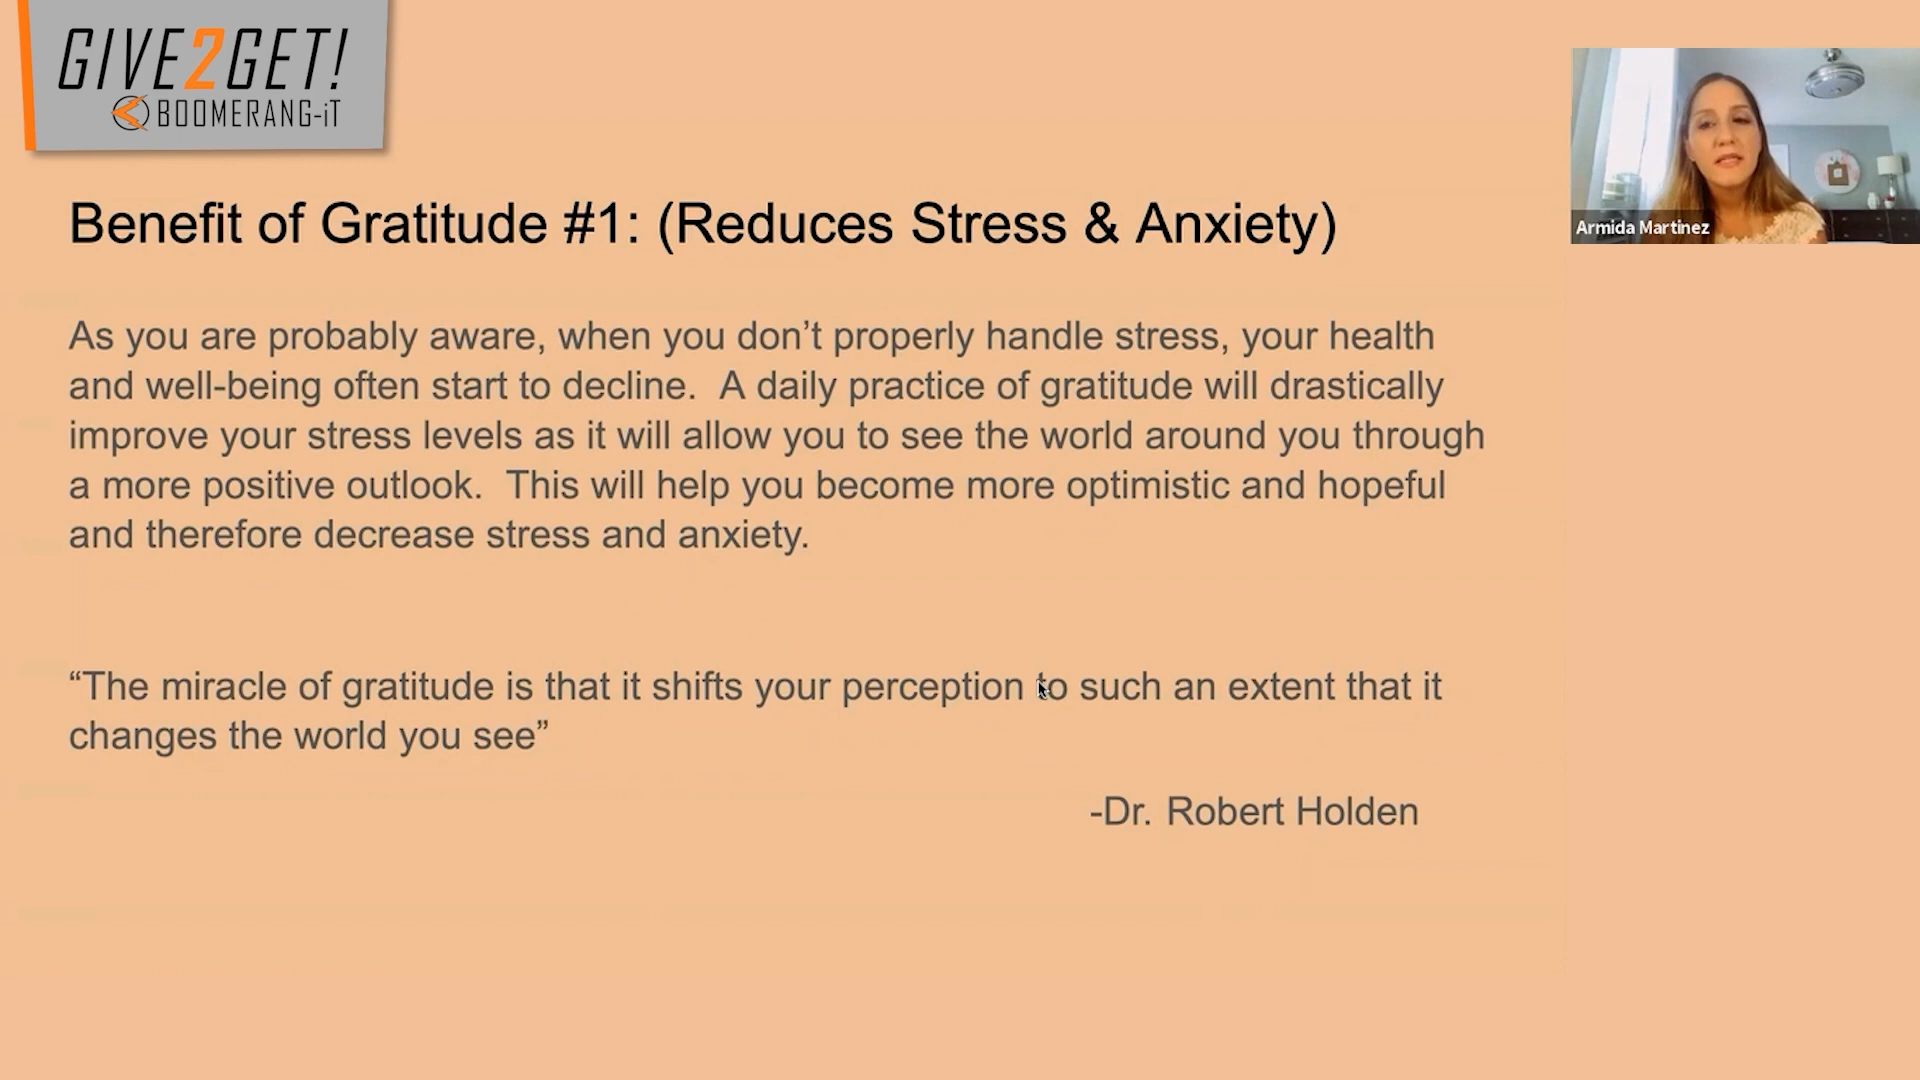 GIVE2GET!
BOOMERANG-iT
Armida Martinez
Benefit of Gratitude #1: (Reduces Stress & Anxiety)
As you are probably aware, when you don’t properly handle stress, your health
and well-being often start to decline.  A daily practice of gratitude will drastically
improve your stress levels as it will allow you to see the world around you through
a more positive outlook.  This will help you become more optimistic and hopeful
and therefore decrease stress and anxiety.
“The miracle of gratitude is that it shifts your perception to such an extent that it
changes the world you see”
-Dr. Robert Holden